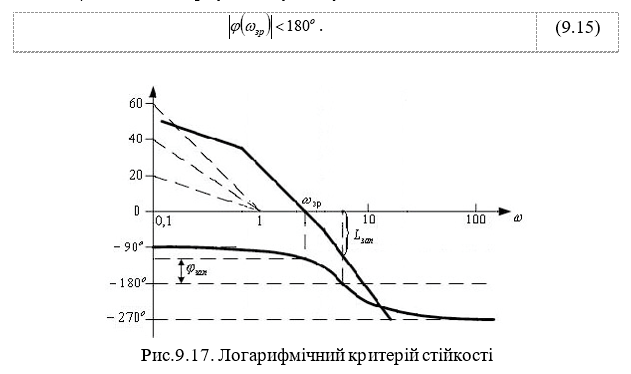 |φ(ω_зр)| < 180°. (9.15)
60
40
20
0
0,1
1
ω_зр
10
100
ω
L_зап
−90°
φ_зап
−180°
−270°
Рис.9.17. Логарифмічний критерій стійкості